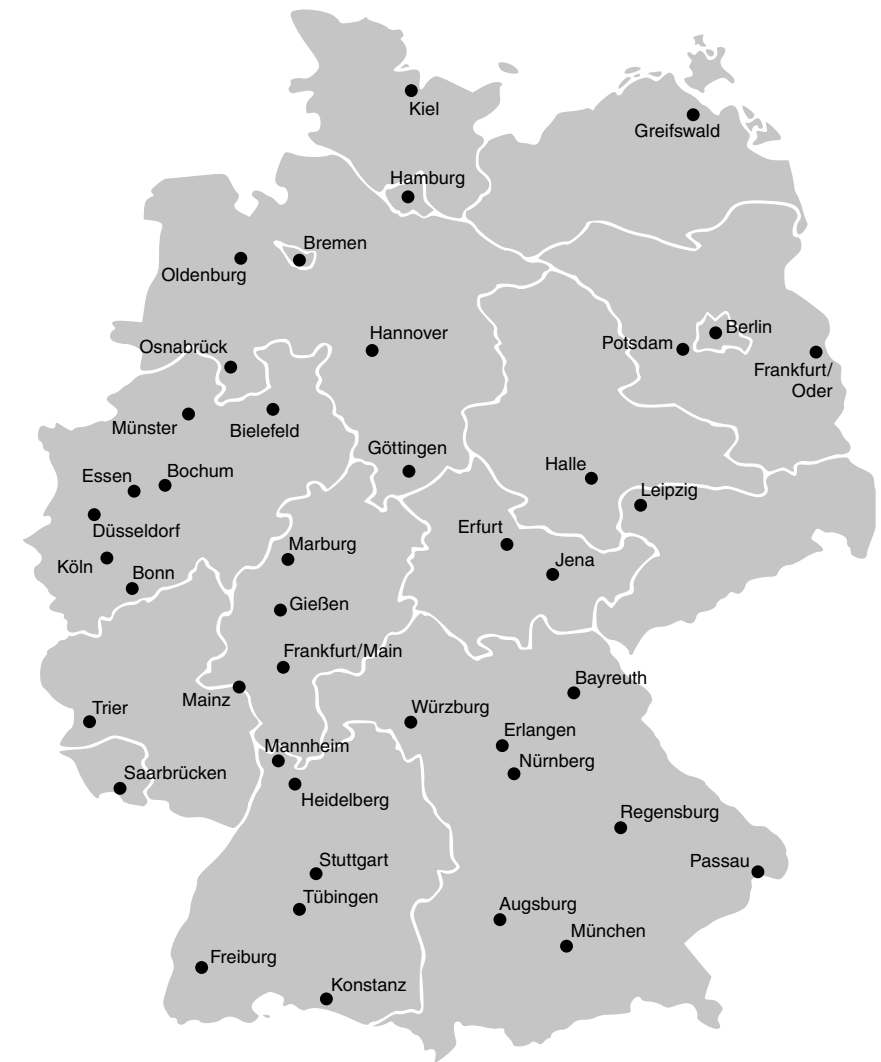 Kiel
Greifswald
Hamburg
Bremen
Oldenburg
Hannover
Berlin
Potsdam
Osnabrück
Frankfurt/
Oder
Münster
Bielefeld
Göttingen
Halle
Bochum
Essen
Leipzig
Düsseldorf
Erfurt
Marburg
Jena
Köln
Bonn
Gießen
Frankfurt/Main
Bayreuth
Mainz
Trier
Würzburg
Erlangen
Mannheim
Nürnberg
Saarbrücken
Heidelberg
Regensburg
Stuttgart
Passau
Tübingen
Augsburg
München
Freiburg
Konstanz